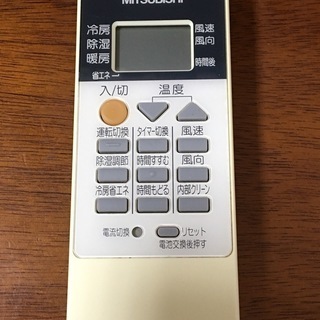 MITSUBISHI
冷房 風速
除湿 風向
暖房 時間後
省エネ
入/切 温度
運転切換 タイマー切換 風速
除湿調節 時間すすむ 風向
冷房省エネ 時間もどる 内部クリーン
電流切換 リセット
電池交換後押す